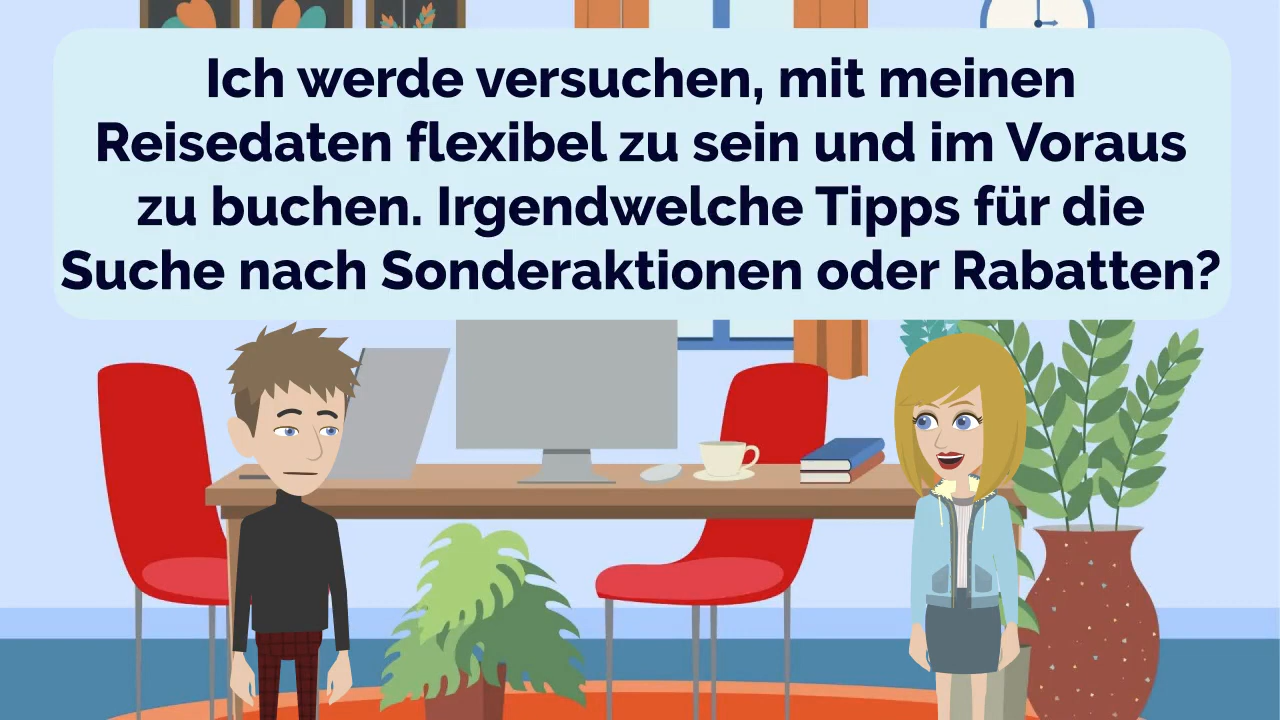 Ich werde versuchen, mit meinen
Reisedaten flexibel zu sein und im Voraus
zu buchen. Irgendwelche Tipps für die
Suche nach Sonderaktionen oder Rabatten?